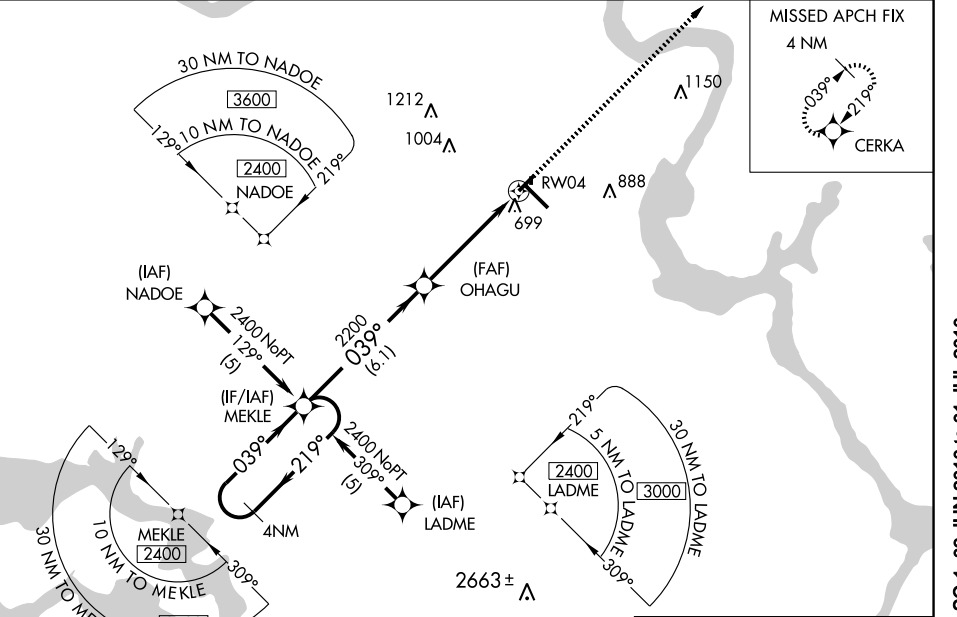 MISSED APCH FIX
4 NM
039°
219°
CERKA
30 NM TO NADOE
3600
129°
10 NM TO NADOE
219°
2400
NADOE
1212
1004
1150
RW04
888
699
(FAF)
OHAGU
(IAF)
NADOE
2400 NoPT
129°
(5)
2200
039°
(6.1)
(IF/IAF)
MEKLE
039°
219°
4NM
2400 NoPT
309°
(5)
(IAF)
LADME
219°
5 NM TO LADME
30 NM TO LADME
2400
LADME
3000
309°
129°
MEKLE
2400
10 NM TO MEKLE
309°
30 NM TO
2663 ±